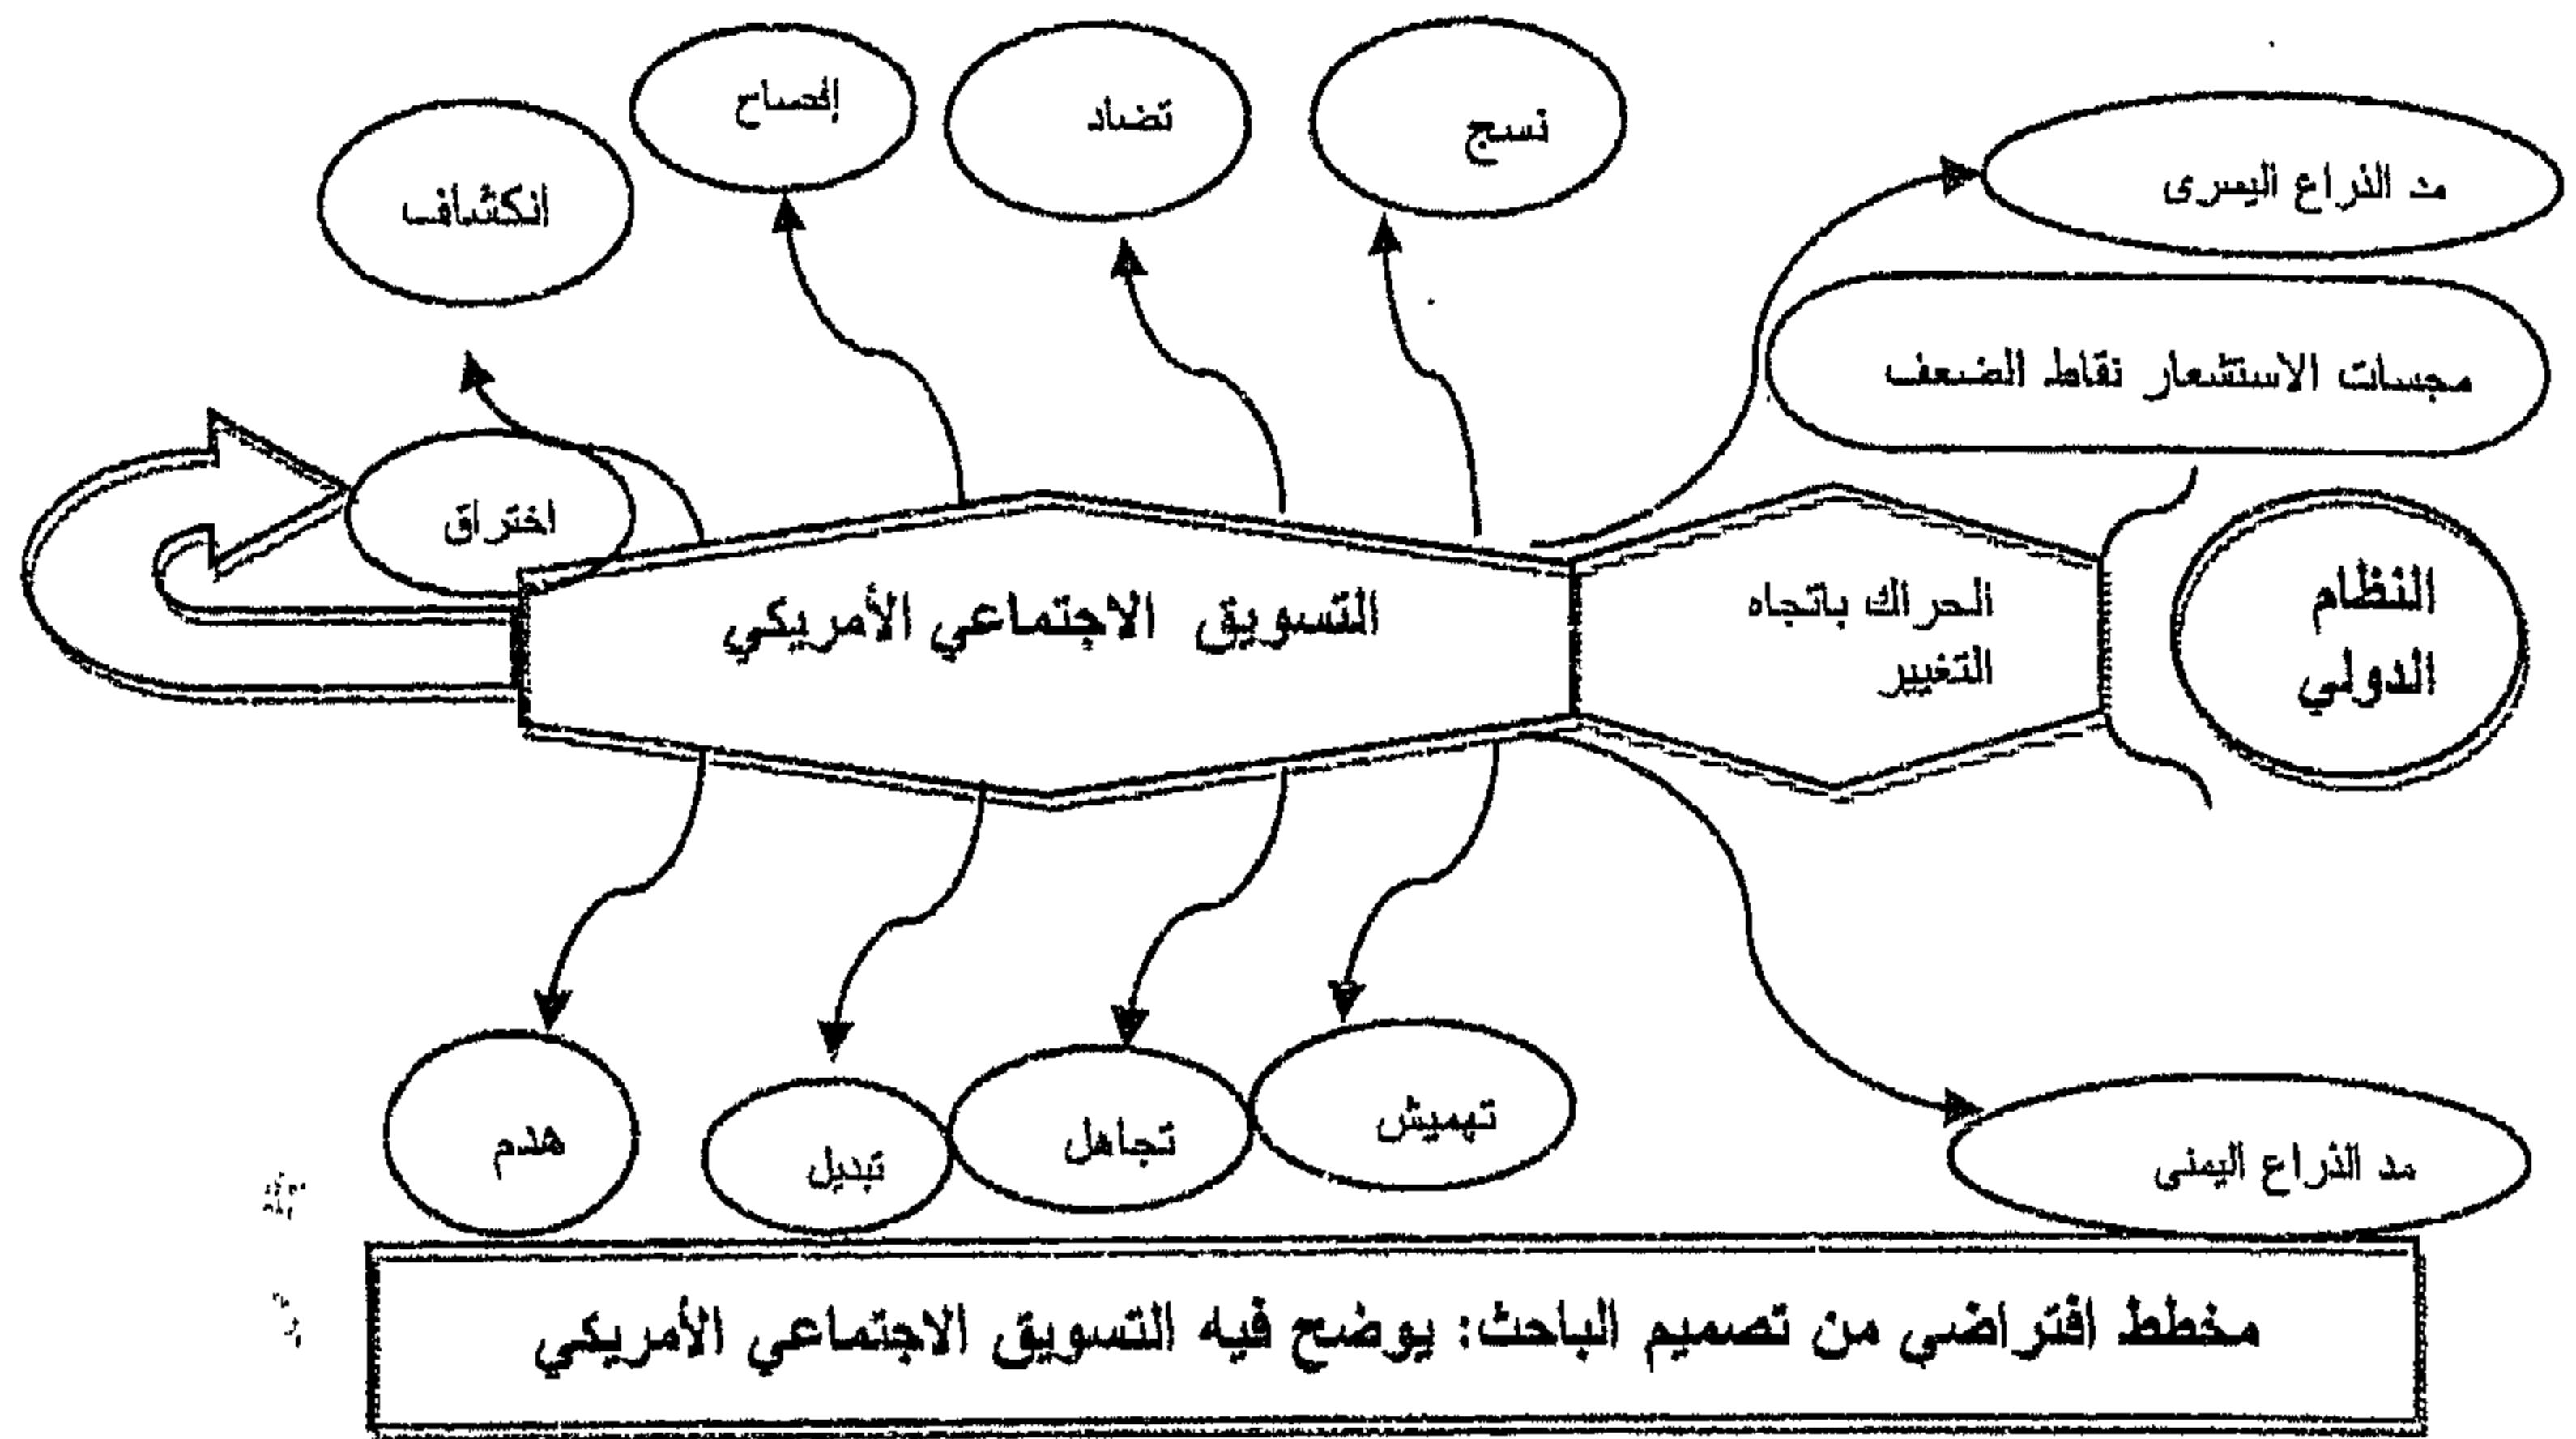 نسج
تضاد
إفصاح
انكشاف
مد الذراع اليسرى
مجسات الاستشعار نقاط الضعف
النظام
الدولي
الحراك باتجاه
التغيير
التسويق الاجتماعي الأمريكي
اختراق
مد الذراع اليمنى
تهميش
تجاهل
تبديل
هدم
مخطط افتراضي من تصميم الباحث: يوضح فيه التسويق الاجتماعي الأمريكي